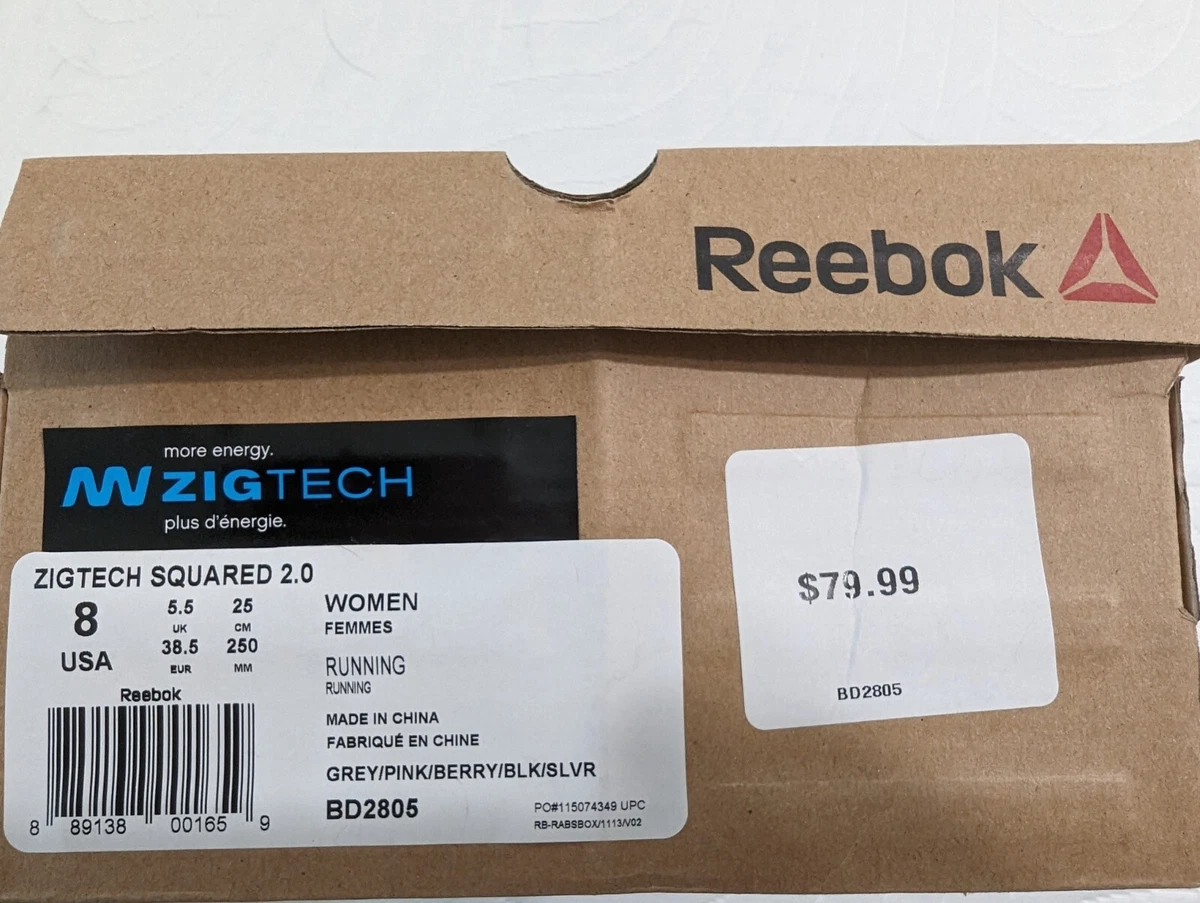 Reebok
more energy.
ZIGTECH
plus d'énergie.
ZIGTECH SQUARED 2.0
8
USA
5.5
UK
38.5
EUR
25
CM
250
MM
WOMEN
FEMMES
RUNNING
RUNNING
MADE IN CHINA
FABRIQUÉ EN CHINE
GREY/PINK/BERRY/BLK/SLVR
BD2805
Reebok
8 89138 00165 9
PO#115074349 UPC
RB-RABSBOX/1113/V02
$79.99
BD2805